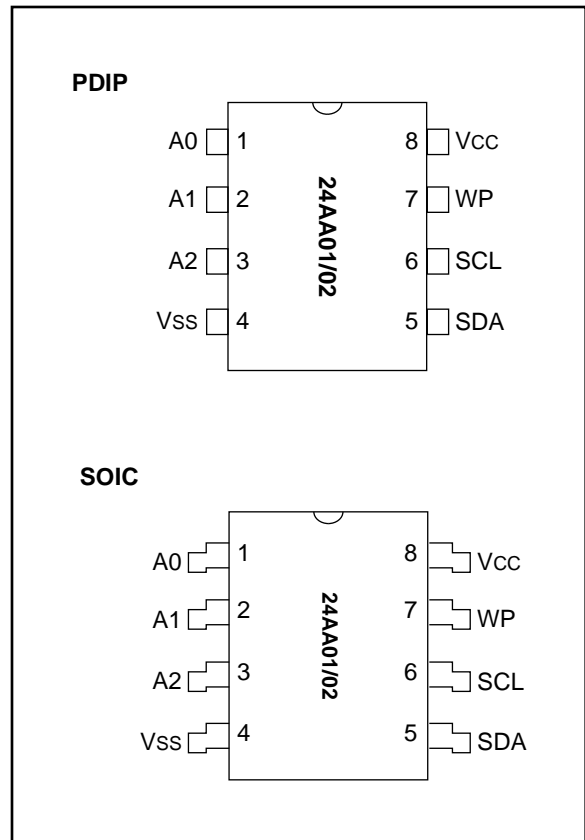 PDIP
A0 1 8 VCC
A1 2 7 WP
A2 3 6 SCL
VSS 4 5 SDA
24AA01/02
SOIC
A0 1 8 VCC
A1 2 7 WP
A2 3 6 SCL
VSS 4 5 SDA
24AA01/02